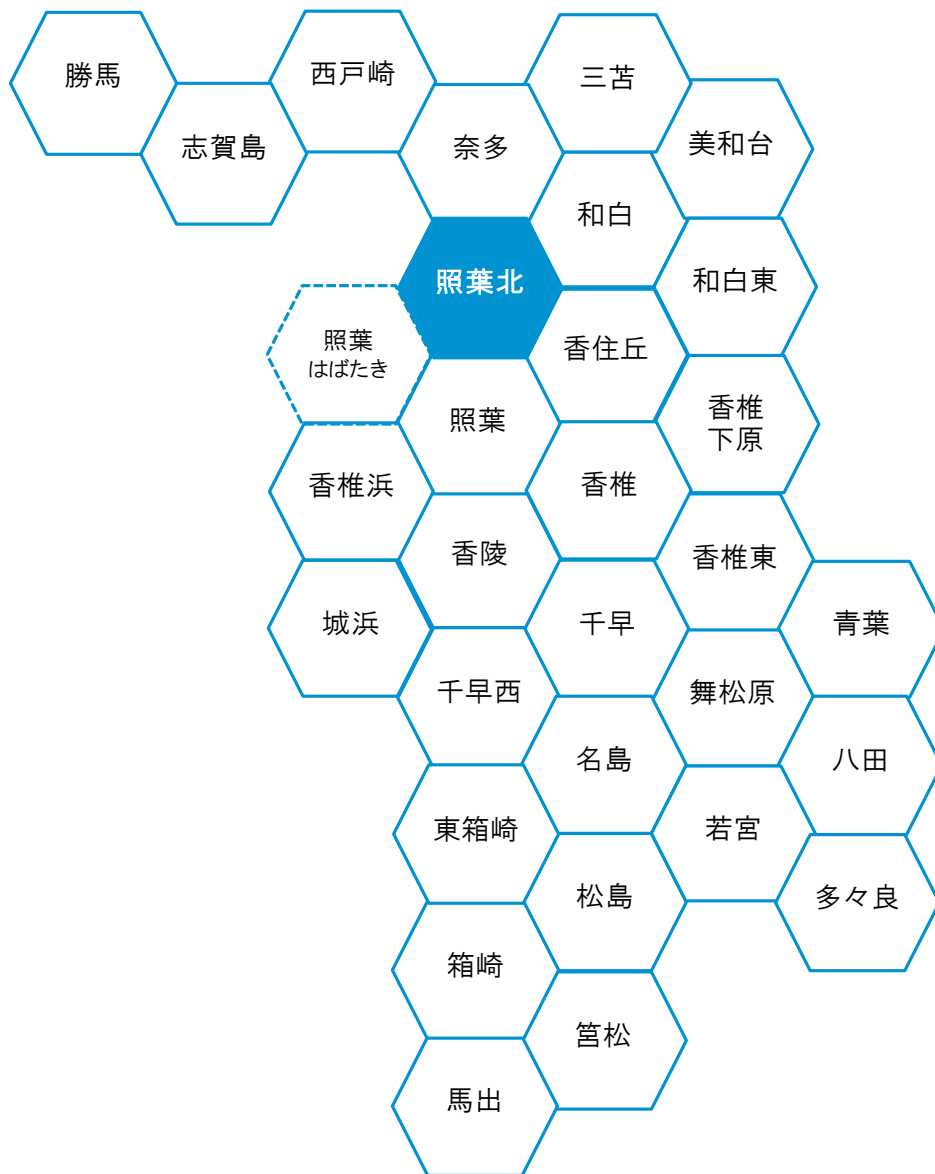 勝馬
西戸崎
三苫
志賀島
奈多
美和台
和白
照葉北
和白東
照葉
はばたき
香住丘
照葉
香椎
下原
香椎浜
香椎
香陵
香椎東
城浜
千早
青葉
千早西
舞松原
名島
八田
東箱崎
若宮
松島
多々良
箱崎
筥松
馬出